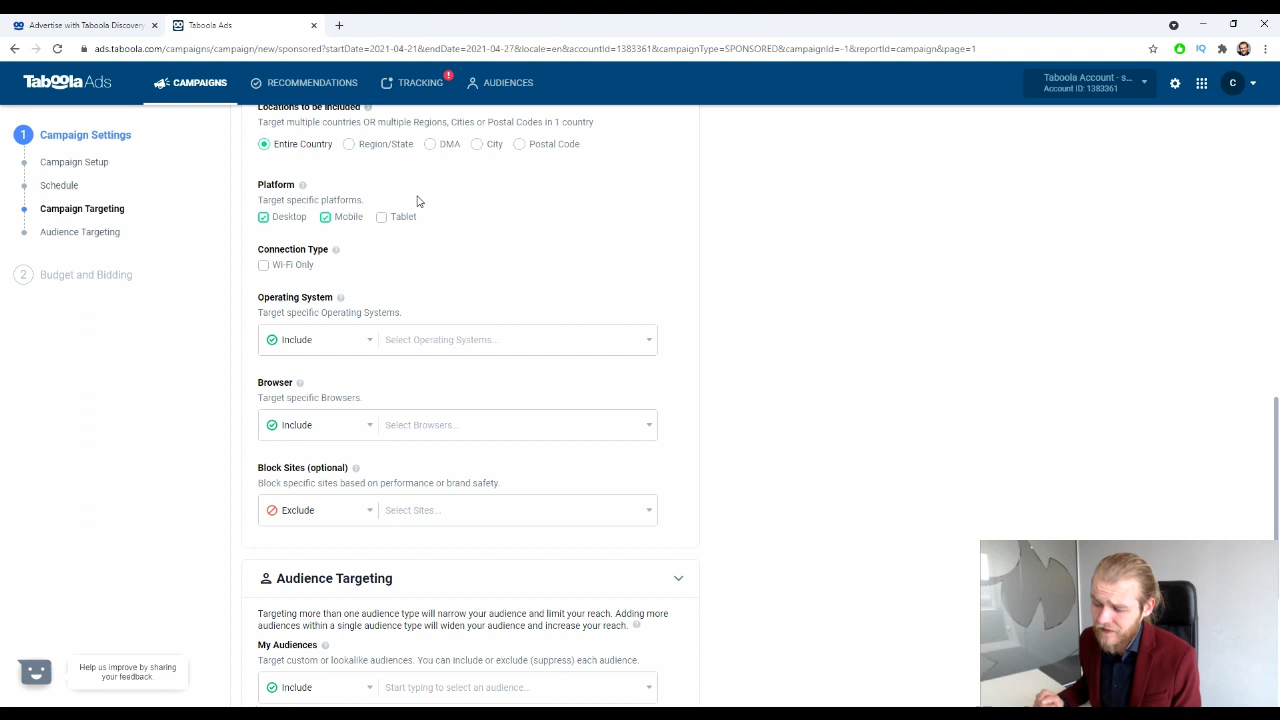 Advertise with Taboola Discovery
Taboola Ads
ads.taboola.com/campaigns/campaign/new/sponsored?startDate=2021-04-21&endDate=2021-04-27&locale=en&accountId=1383361&campaignType=SPONSORED&campaignId=-1&reportId=campaign&page=1
IQ
Taboola Ads
CAMPAIGNS
RECOMMENDATIONS
TRACKING
!
AUDIENCES
Taboola Account - s...
Account ID: 1383361
C
1
Campaign Settings
Campaign Setup
Schedule
Campaign Targeting
Audience Targeting
2
Budget and Bidding
Locations to be included
Target multiple countries OR multiple Regions, Cities or Postal Codes in 1 country
Entire Country Region/State DMA City Postal Code
Platform
Target specific platforms.
Desktop Mobile Tablet
Connection Type
Wi-Fi Only
Operating System
Target specific Operating Systems.
Include Select Operating Systems...
Browser
Target specific Browsers.
Include Select Browsers...
Block Sites (optional)
Block specific sites based on performance or brand safety.
Exclude Select Sites...
Audience Targeting
Targeting more than one audience type will narrow your audience and limit your reach. Adding more
audiences within a single audience type will widen your audience and increase your reach.
My Audiences
Target custom or lookalike audiences. You can include or exclude (suppress) each audience.
Include Start typing to select an audience...
Help us improve by sharing
your feedback.